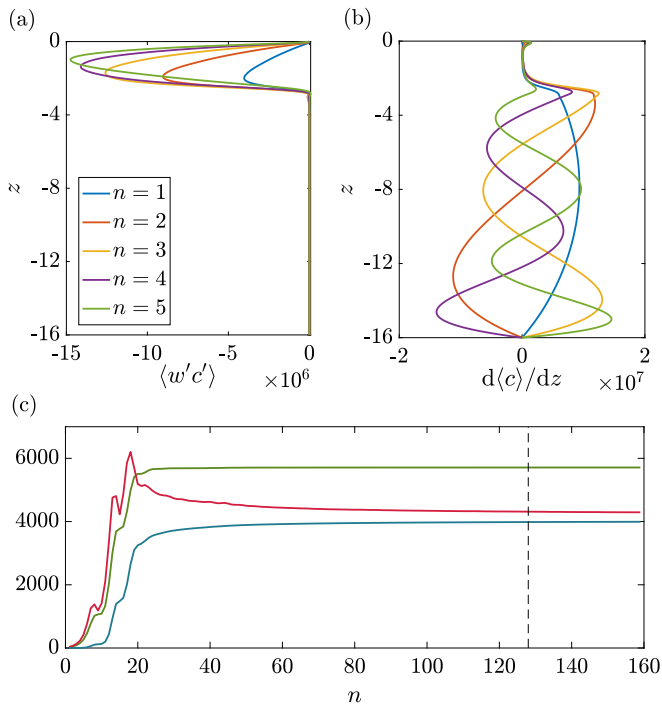 (a)
(b)
0
-4
-8
-12
-16
z
n = 1
n = 2
n = 3
n = 4
n = 5
-15
-10
-5
0
⟨w′c′⟩
×10⁶
0
-4
-8
-12
-16
z
-2
0
2
d⟨c⟩/dz
×10⁷
(c)
6000
4000
2000
0
0
20
40
60
80
100
120
140
160
n